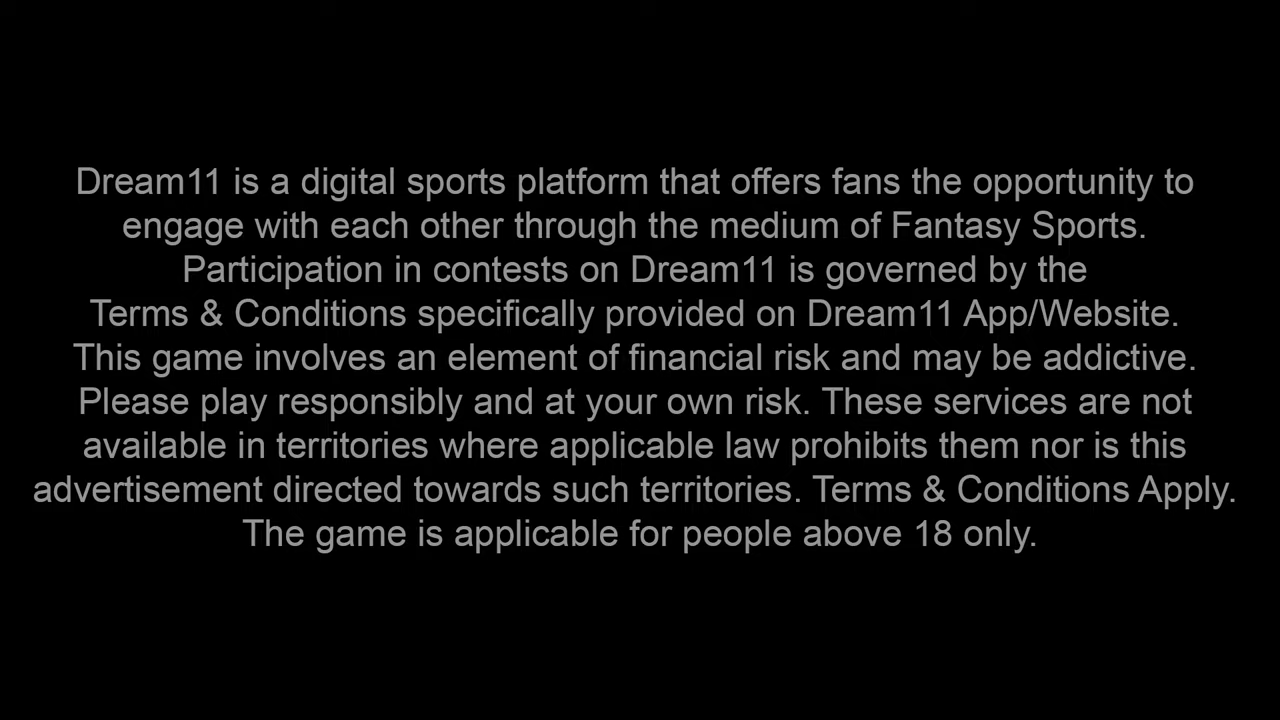 Dream11 is a digital sports platform that offers fans the opportunity to
engage with each other through the medium of Fantasy Sports.
Participation in contests on Dream11 is governed by the
Terms & Conditions specifically provided on Dream11 App/Website.
This game involves an element of financial risk and may be addictive.
Please play responsibly and at your own risk. These services are not
available in territories where applicable law prohibits them nor is this
advertisement directed towards such territories. Terms & Conditions Apply.
The game is applicable for people above 18 only.